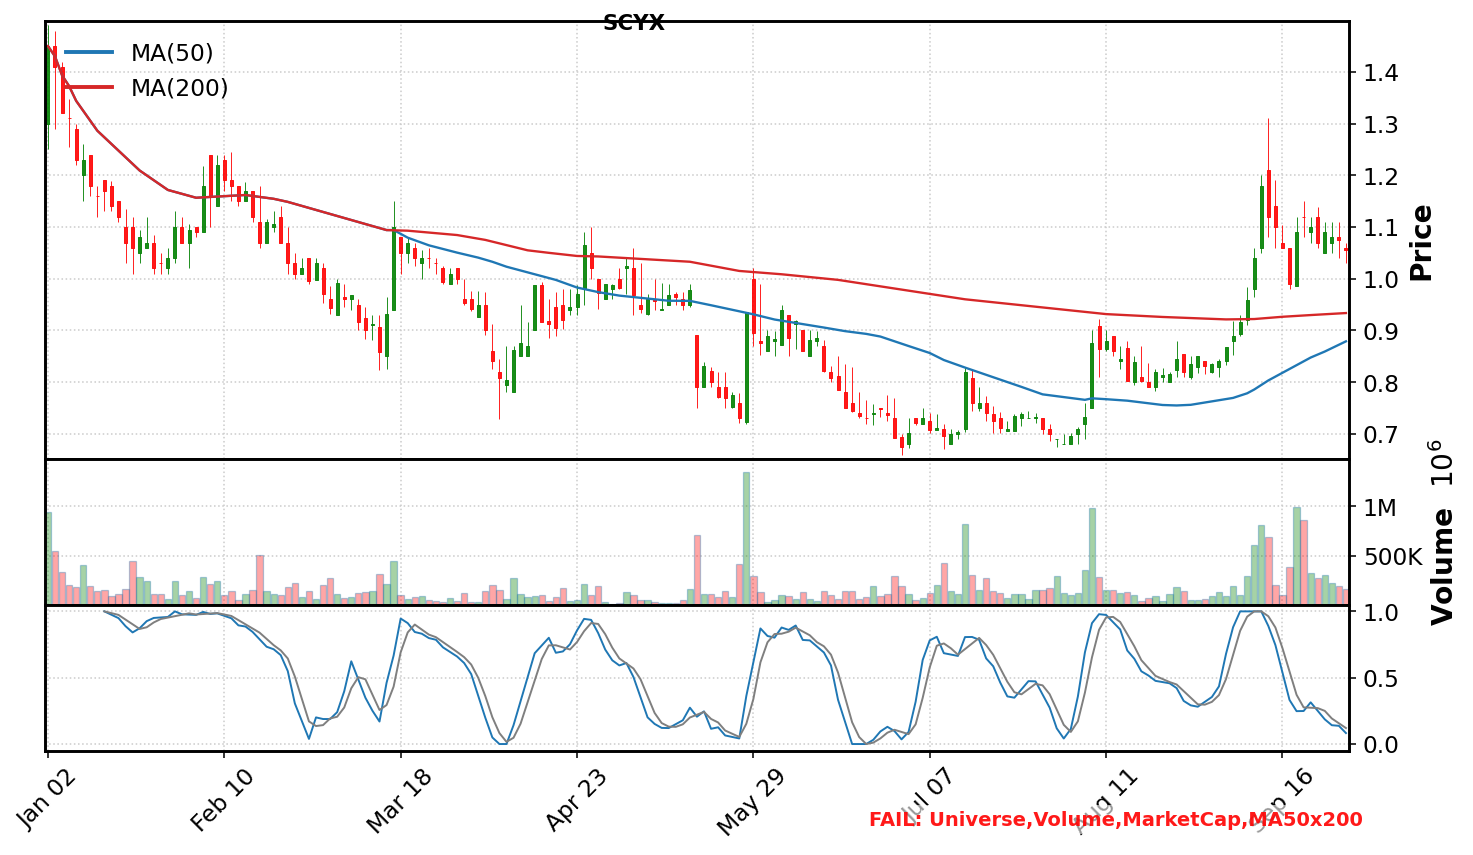 SCYX
MA(50)
MA(200)
1.4
1.3
1.2
1.1
1.0
0.9
0.8
0.7
Price
1M
500K
Volume 10^6
1.0
0.5
0.0
Jan 02
Feb 10
Mar 18
Apr 23
May 29
Jul 07
Aug 11
Sep 16
FAIL: Universe,Volume,MarketCap,MA50x200